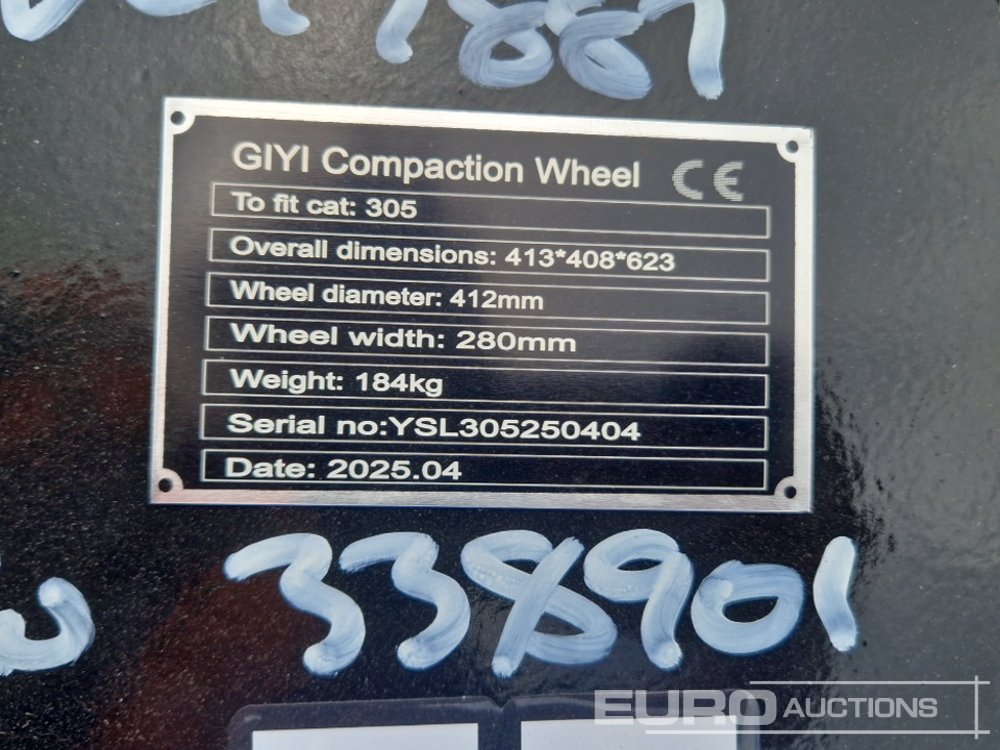 GIYI Compaction Wheel CE
To fit cat: 305
Overall dimensions: 413*408*623
Wheel diameter: 412mm
Wheel width: 280mm
Weight: 184kg
Serial no:YSL305250404
Date: 2025.04
338901
EURO AUCTIONS